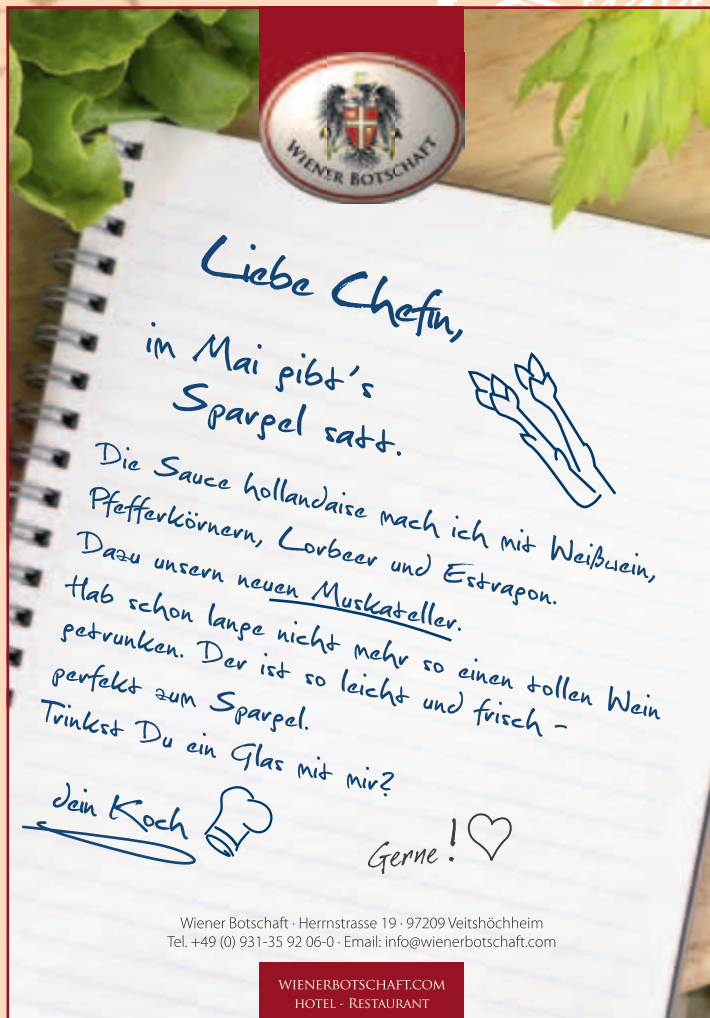 WIENER BOTSCHAFT
Liebe Chefin,
im Mai gibt's
Spargel satt.
Die Sauce hollandaise mach ich mit Weißwein,
Pfefferkörnern, Lorbeer und Estragon.
Dazu unsern neuen Muskateller.
Hab schon lange nicht mehr so einen tollen Wein
getrunken. Der ist so leicht und frisch -
perfekt zum Spargel.
Trinkst Du ein Glas mit mir?
dein Koch
Gerne!
Wiener Botschaft · Herrnstrasse 19 · 97209 Veitshöchheim
Tel. +49 (0) 931-35 92 06-0 · Email: info@wienerbotschaft.com
WIENERBOTSCHAFT.COM
HOTEL - RESTAURANT